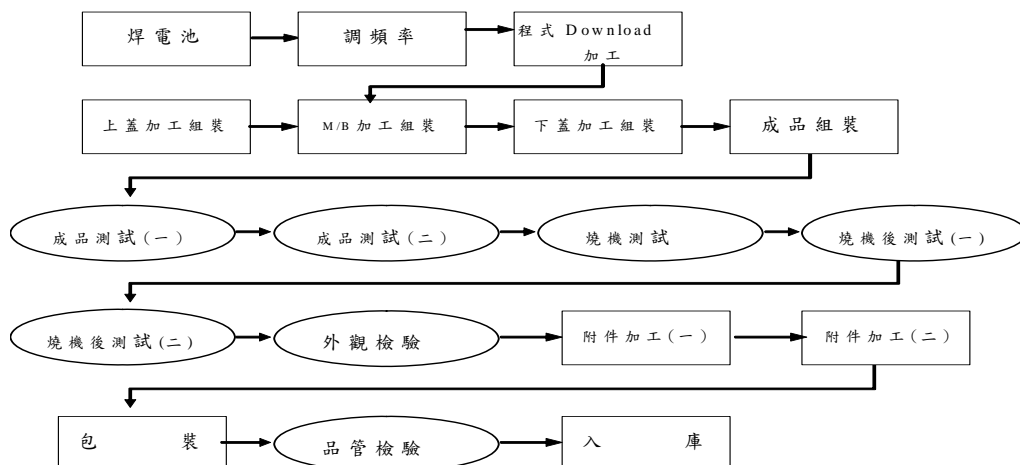 焊電池
調頻率
程式 Download
加工
上蓋加工組裝
M/B 加工組裝
下蓋加工組裝
成品組裝
成品測試(一)
成品測試(二)
燒機測試
燒機後測試(一)
燒機後測試(二)
外觀檢驗
附件加工(一)
附件加工(二)
包裝
品管檢驗
入庫